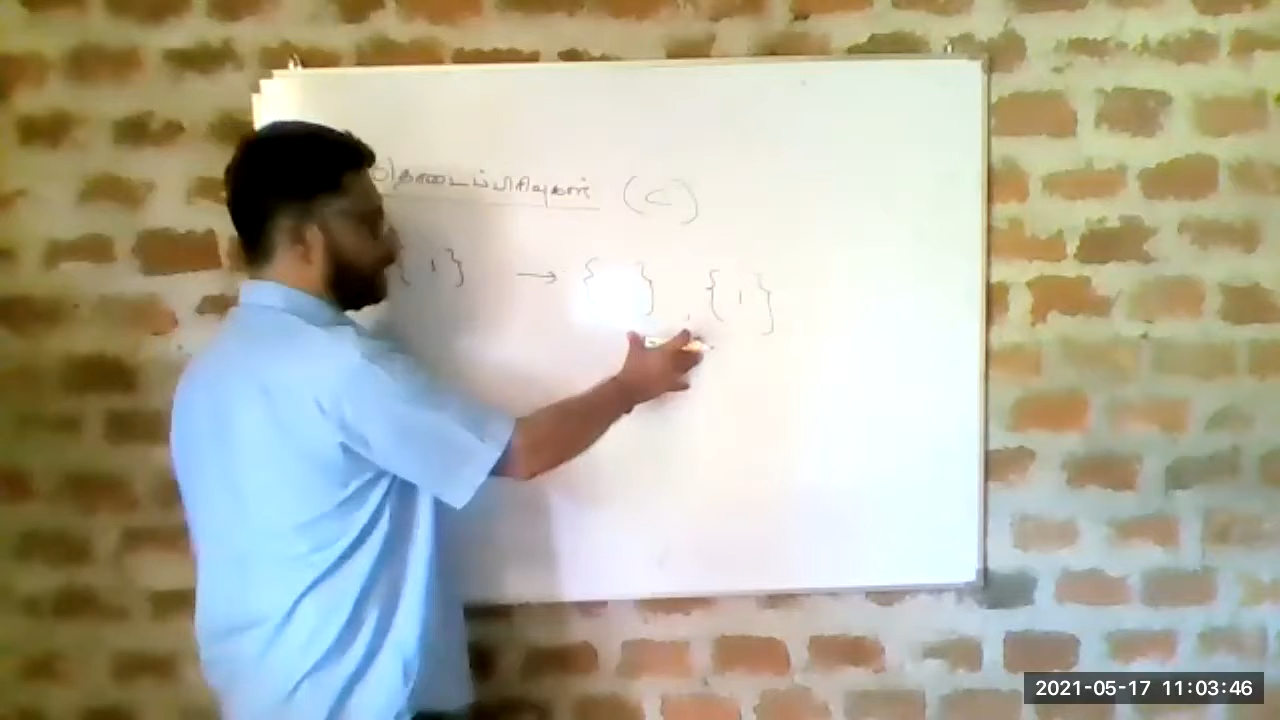 தொடைப்பிரிவுகள் (⊂)
{ 1 } → { } , { 1 }
2021-05-17 11:03:46